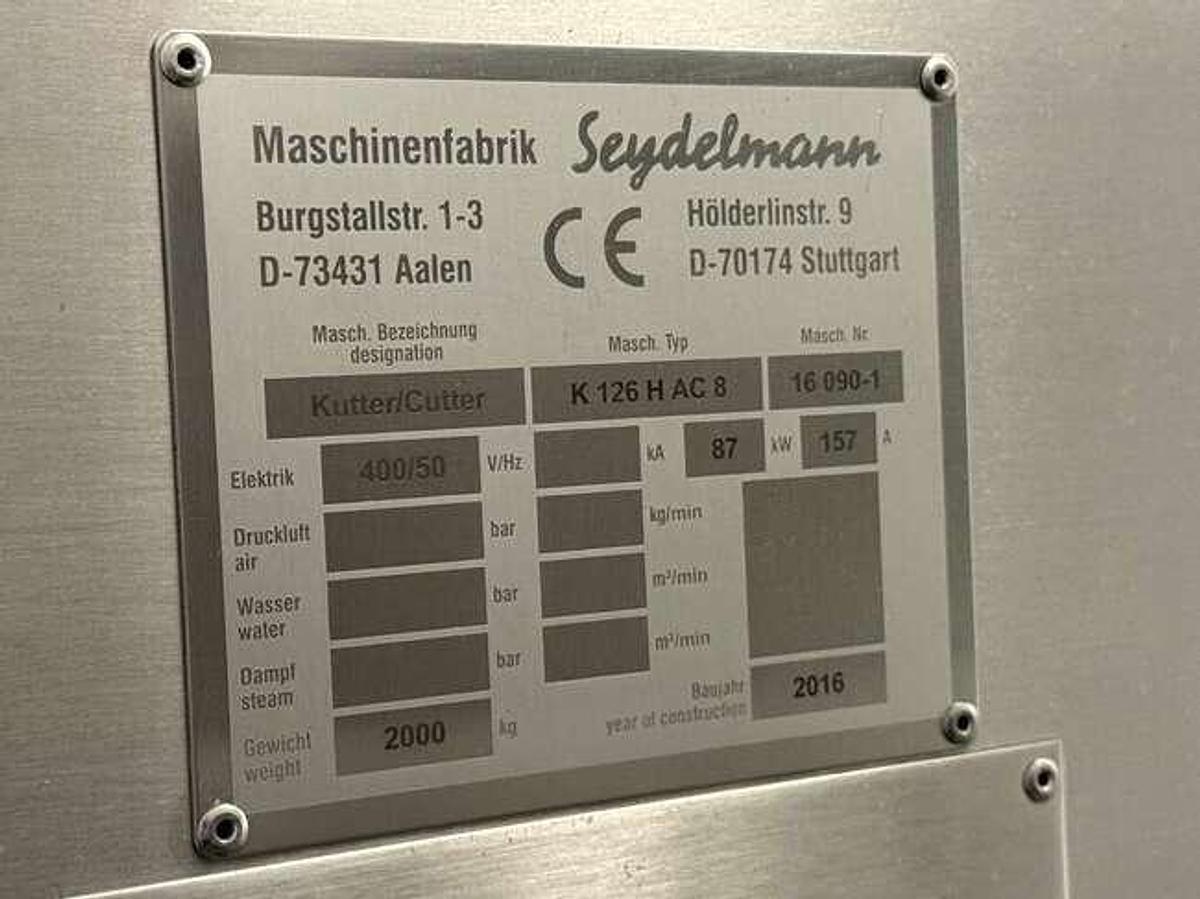 Maschinenfabrik Seydelmann
Burgstallstr. 1-3 CE Hölderlinstr. 9
D-73431 Aalen D-70174 Stuttgart
Masch. Bezeichnung Masch. Typ Masch. Nr.
designation
Kutter/Cutter K 126 H AC 8 16 090-1
Elektrik 400/50 V/Hz kA 87 kW 157 A
Druckluft bar kg/min
air
Wasser bar m³/min
water
Dampf bar m³/min
steam
Gewicht 2000 kg Baujahr 2016
weight year of construction